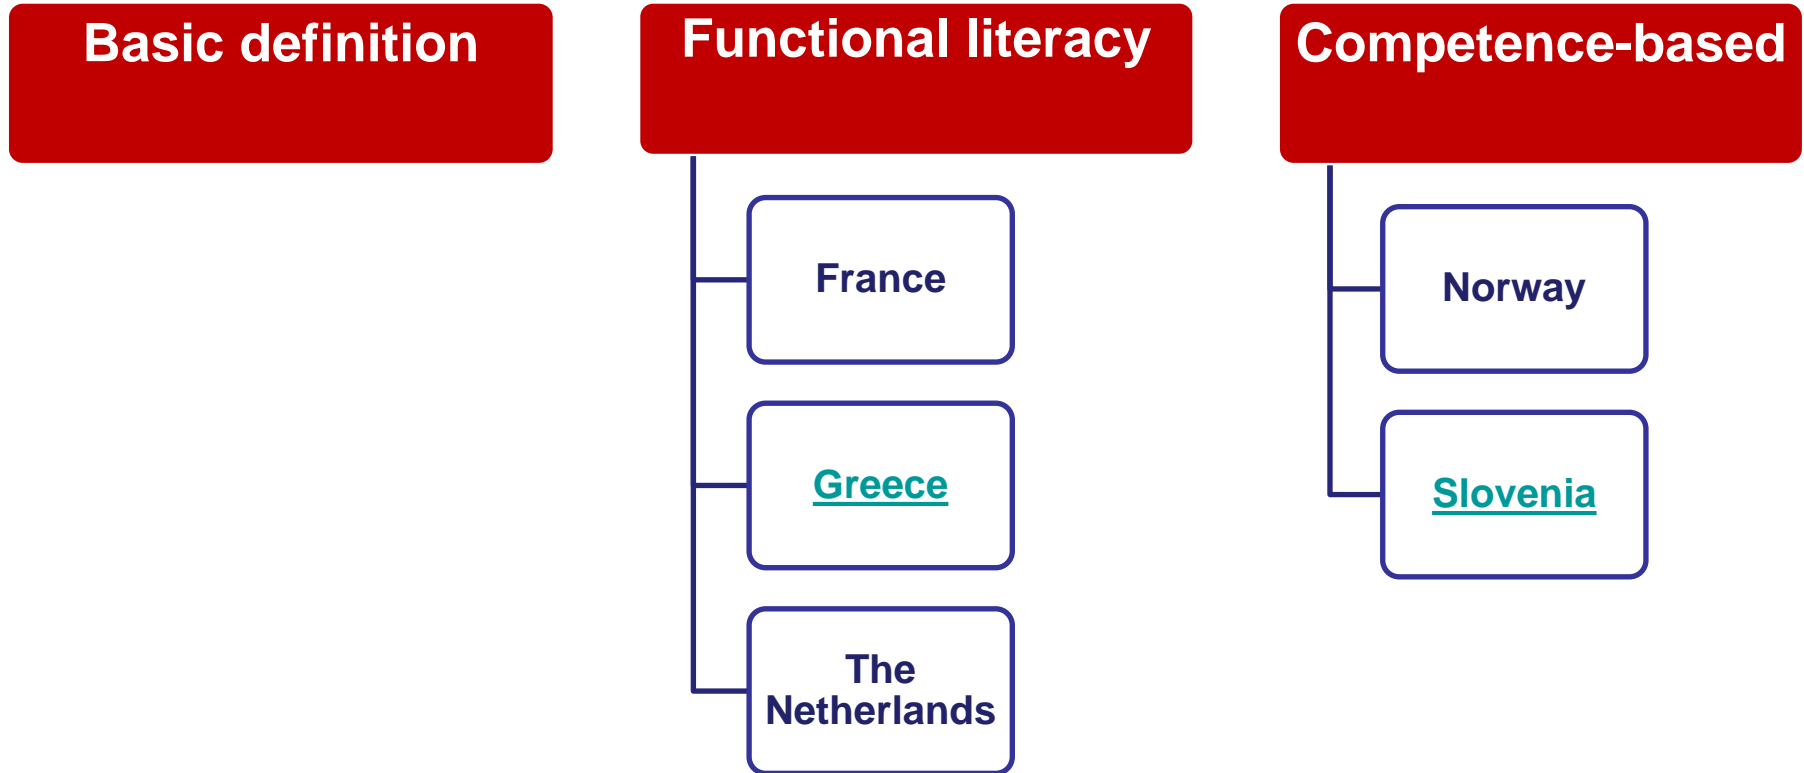 Basic definition
Functional literacy
France
Greece
The
Netherlands
Competence-based
Norway
Slovenia